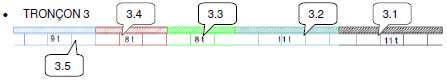 • TRONÇON 3
3.4
3.3
3.2
3.1
9 t
8 t
8 t
11 t
11 t
3.5